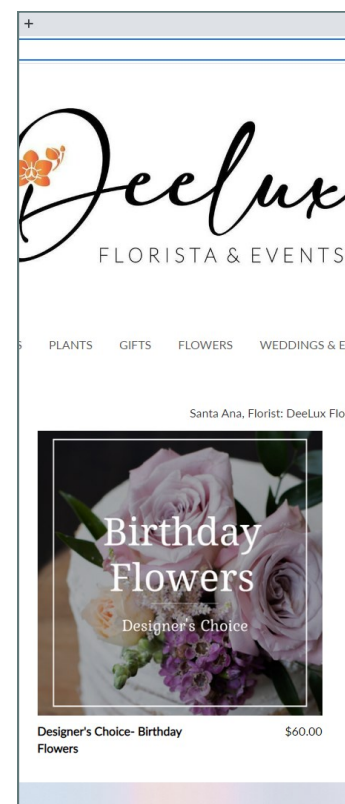 +
Deelux
FLORISTA & EVENTS
S PLANTS GIFTS FLOWERS WEDDINGS & E
Santa Ana, Florist: DeeLux Flo
Birthday
Flowers
Designer's Choice
Designer's Choice- Birthday $60.00
Flowers